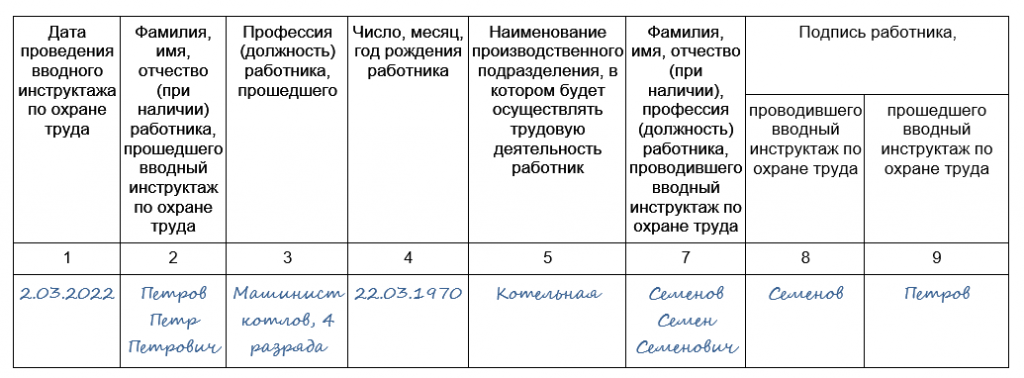 Дата
проведения
вводного
инструктажа
по охране
труда
Фамилия,
имя,
отчество
(при
наличии)
работника,
прошедшего
вводный
инструктаж
по охране
труда
Профессия
(должность)
работника,
прошедшего
Число, месяц,
год рождения
работника
Наименование
производственного
подразделения, в
котором будет
осуществлять
трудовую
деятельность
работник
Фамилия,
имя, отчество
(при
наличии),
профессия
(должность)
работника,
проводившего
вводный
инструктаж по
охране труда
Подпись работника,
проводившего
вводный
инструктаж по
охране труда
прошедшего
вводный
инструктаж по
охране труда
1 2 3 4 5 7 8 9
2.03.2022
Петров
Петр
Петрович
Машинист
котлов, 4
разряда
22.03.1970
Котельная
Семенов
Семен
Семенович
Семенов
Петров